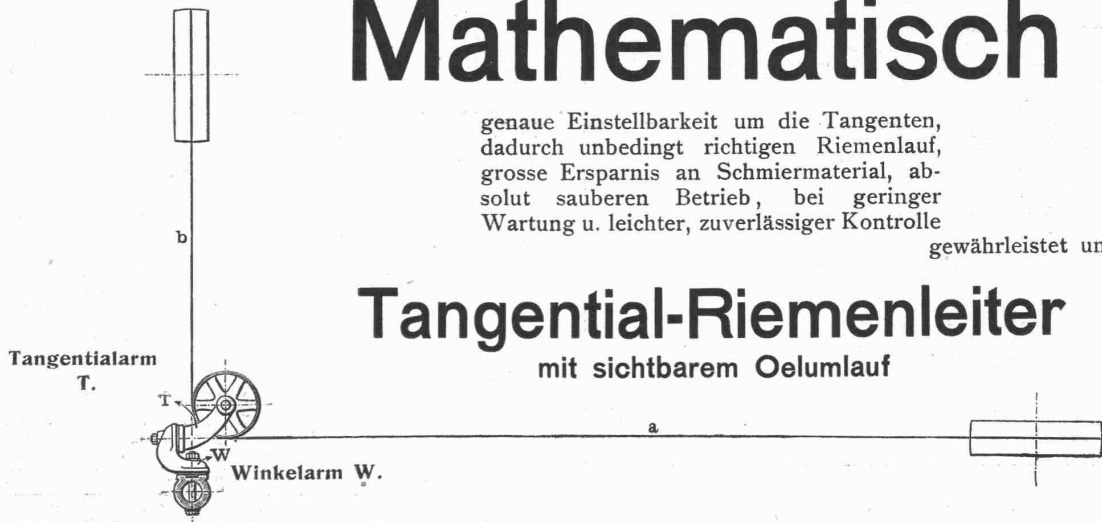 Mathematisch
genaue Einstellbarkeit um die Tangenten,
dadurch unbedingt richtigen Riemenlauf,
grosse Ersparnis an Schmiermaterial, ab-
solut sauberen Betrieb, bei geringer
Wartung u. leichter, zuverlässiger Kontrolle
gewährleistet un
b
Tangential-Riemenleiter
mit sichtbarem Oelumlauf
Tangentialarm
T.
T
a
W
Winkelarm W.